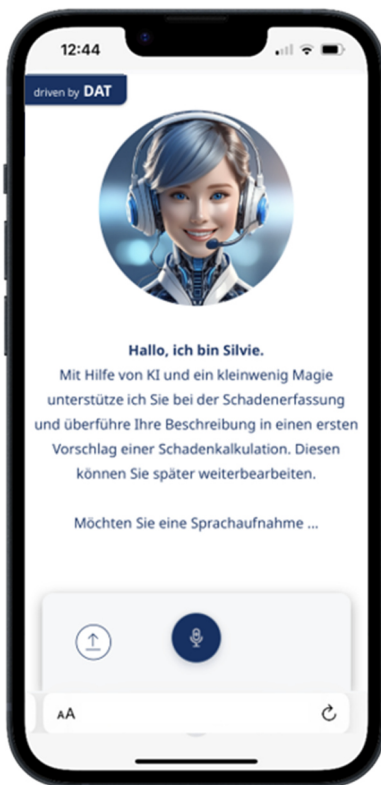 12:44
driven by DAT
Hallo, ich bin Silvie.
Mit Hilfe von KI und ein kleinwenig Magie
unterstütze ich Sie bei der Schadenerfassung
und überführe Ihre Beschreibung in einen ersten
Vorschlag einer Schadenkalkulation. Diesen
können Sie später weiterbearbeiten.
Möchten Sie eine Sprachaufnahme ...
AA